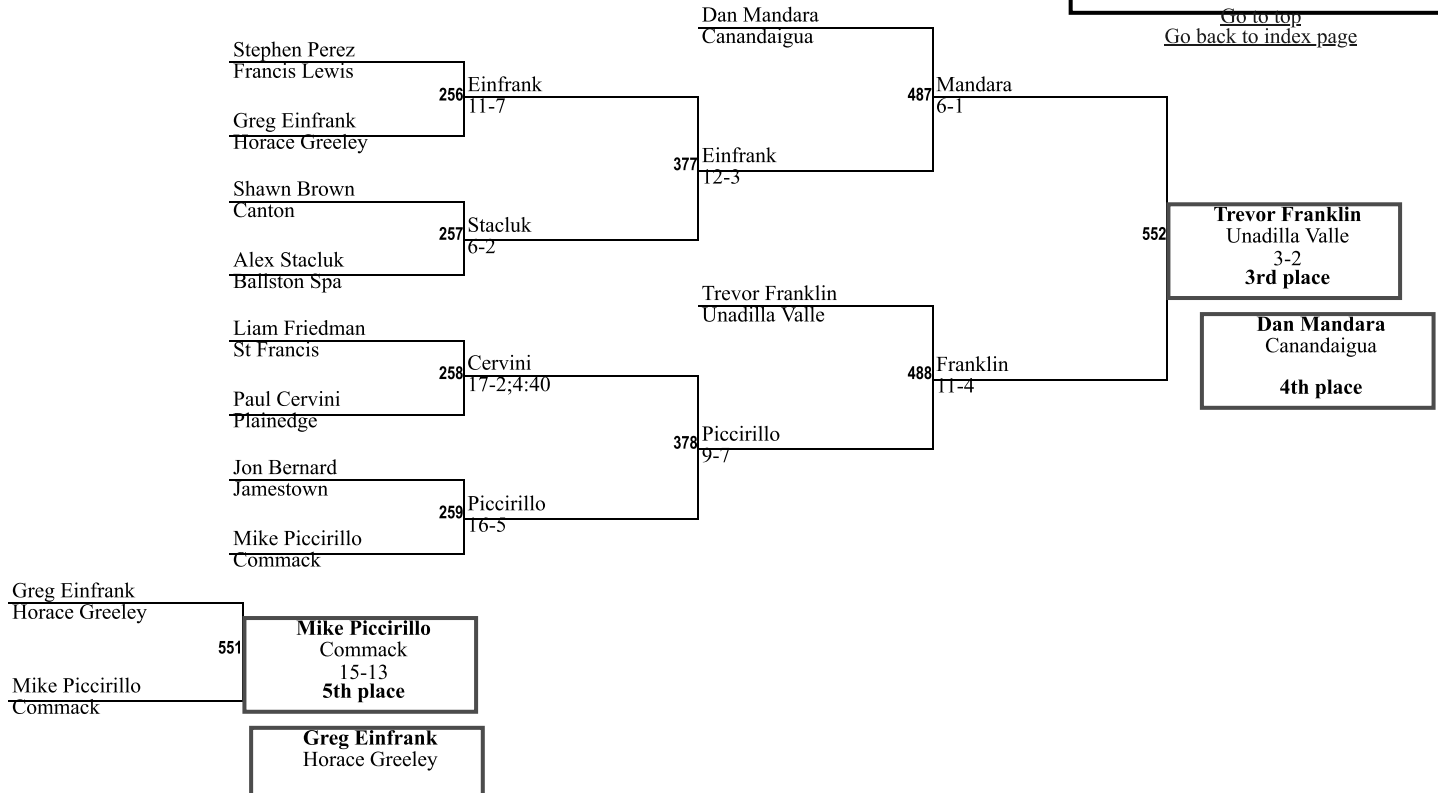 Go to top
Go back to index page
Dan Mandara
Canandaigua
Stephen Perez
Francis Lewis
256
Einfrank
11-7
Greg Einfrank
Horace Greeley
487
Mandara
6-1
377
Einfrank
12-3
Shawn Brown
Canton
257
Stacluk
6-2
Alex Stacluk
Ballston Spa
552
Trevor Franklin
Unadilla Valle
3-2
3rd place
Trevor Franklin
Unadilla Valle
Dan Mandara
Canandaigua
4th place
Liam Friedman
St Francis
258
Cervini
17-2;4:40
Paul Cervini
Plainedge
488
Franklin
11-4
378
Piccirillo
9-7
Jon Bernard
Jamestown
259
Piccirillo
16-5
Mike Piccirillo
Commack
Greg Einfrank
Horace Greeley
551
Mike Piccirillo
Commack
15-13
5th place
Mike Piccirillo
Commack
Greg Einfrank
Horace Greeley